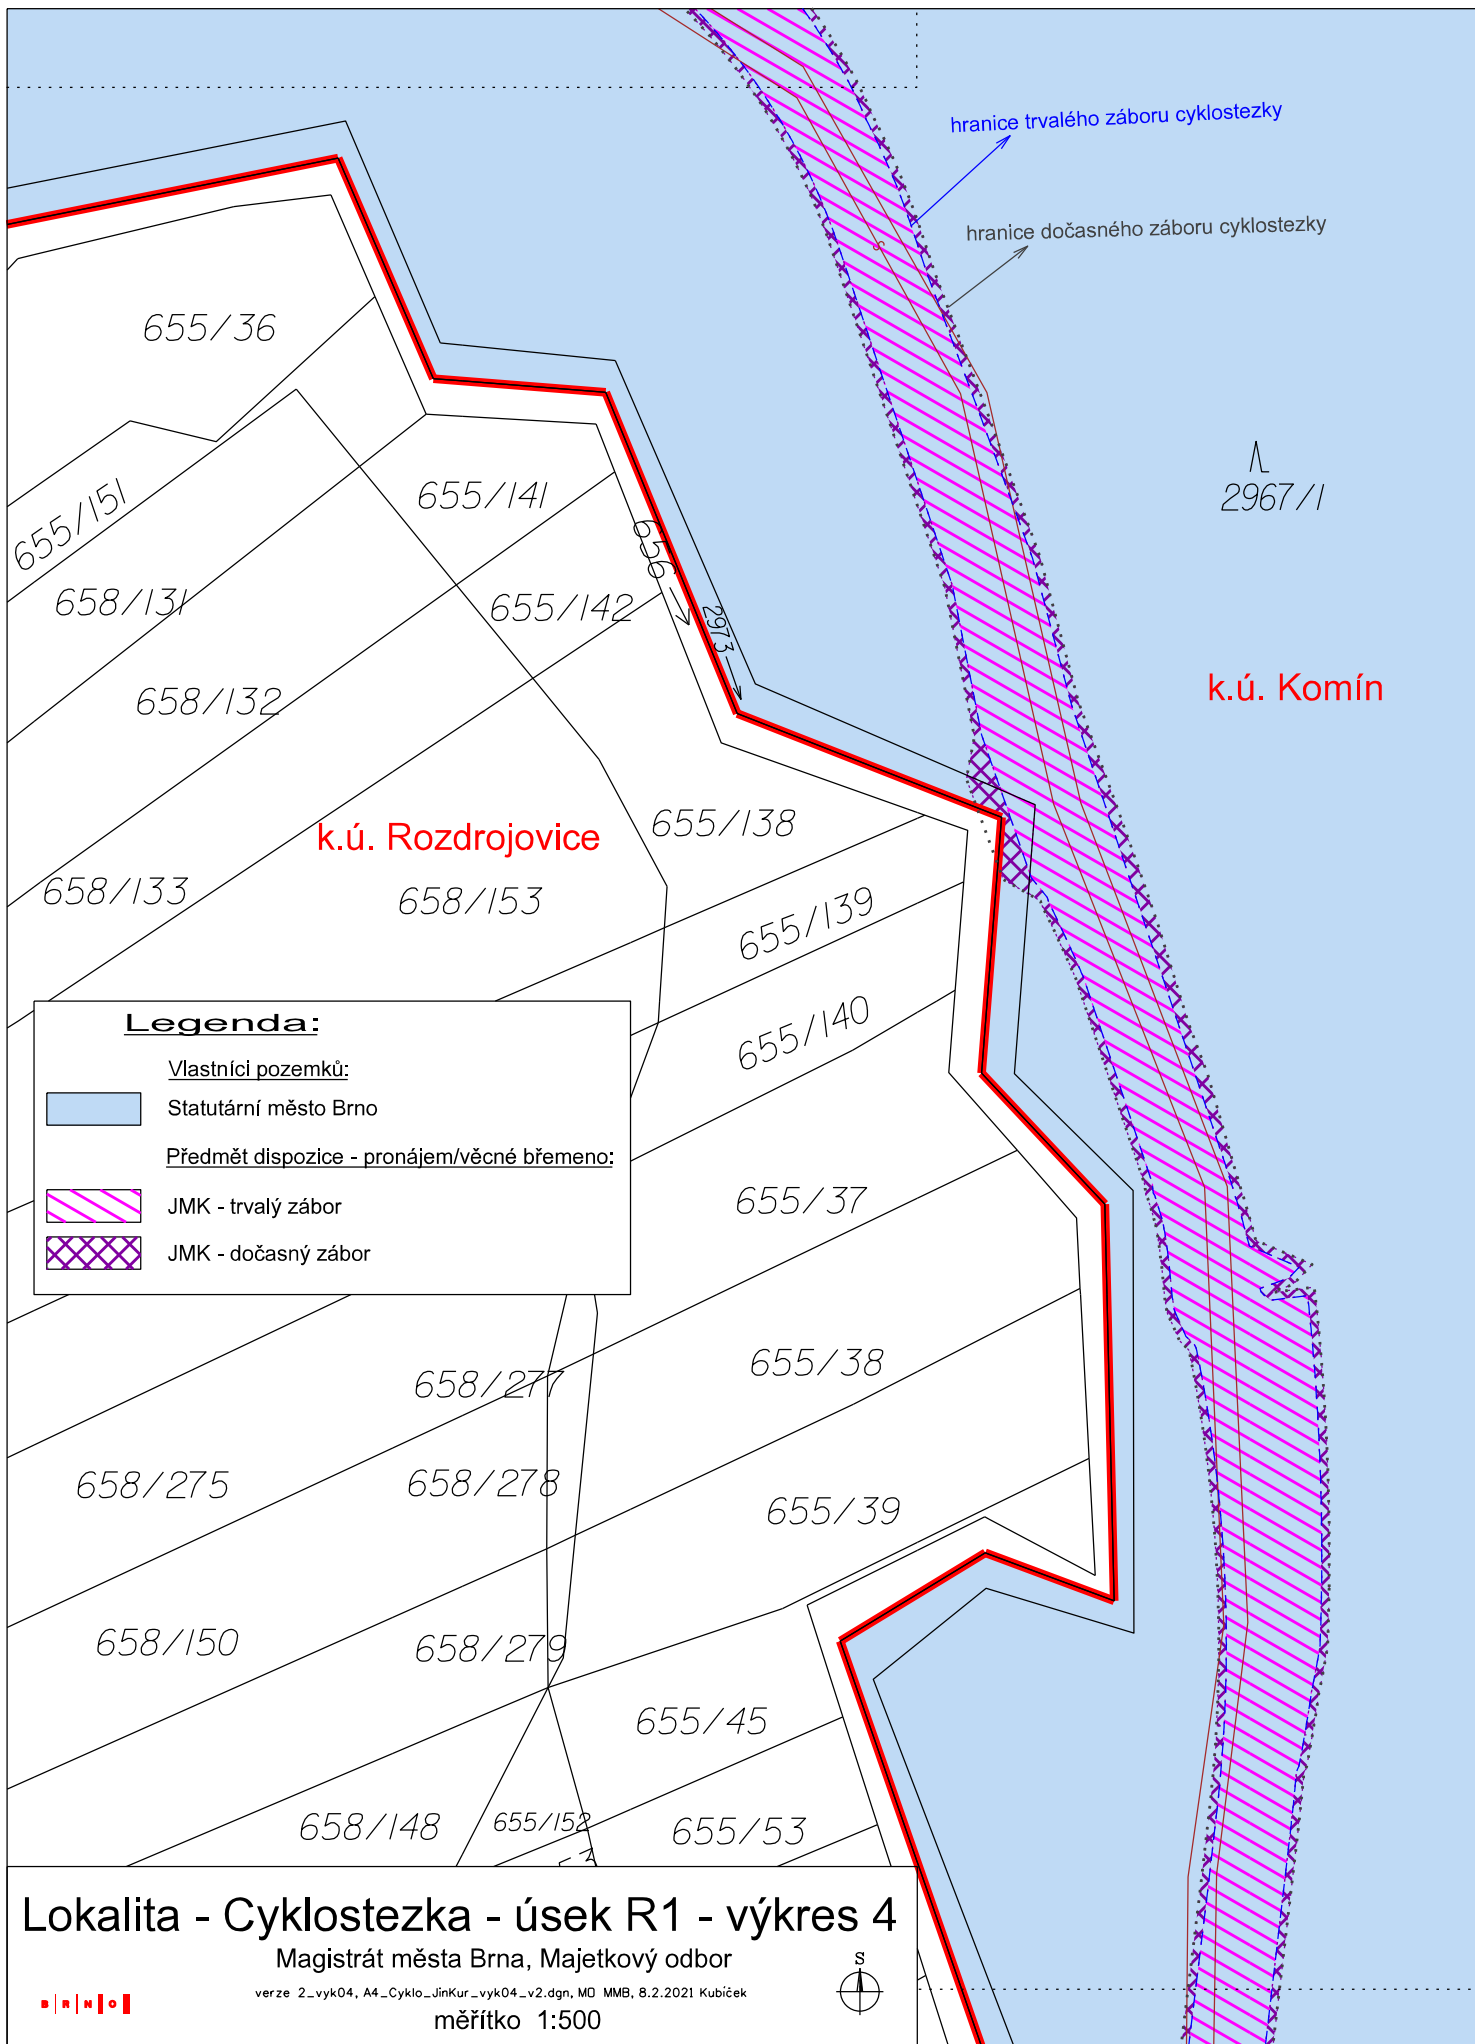 hranice trvalého záboru cyklostezky
hranice dočasného záboru cyklostezky
s
655/36
2967/1
655/151
655/141
656
658/131
655/142
2973
k.ú. Komín
658/132
k.ú. Rozdrojovice
655/138
658/133
658/153
655/139
655/140
Legenda:
Vlastníci pozemků:
Statutární město Brno
Předmět dispozice - pronájem/věcné břemeno:
JMK - trvalý zábor
JMK - dočasný zábor
655/37
655/38
658/277
658/275
658/278
655/39
658/150
658/279
655/45
658/148
655/152
655/53
Lokalita - Cyklostezka - úsek R1 - výkres 4
Magistrát města Brna, Majetkový odbor
verze 2_vyk04, A4_Cyklo_JinKur_vyk04_v2.dgn, MO MMB, 8.2.2021 Kubíček
měřítko 1:500
B R N O
S